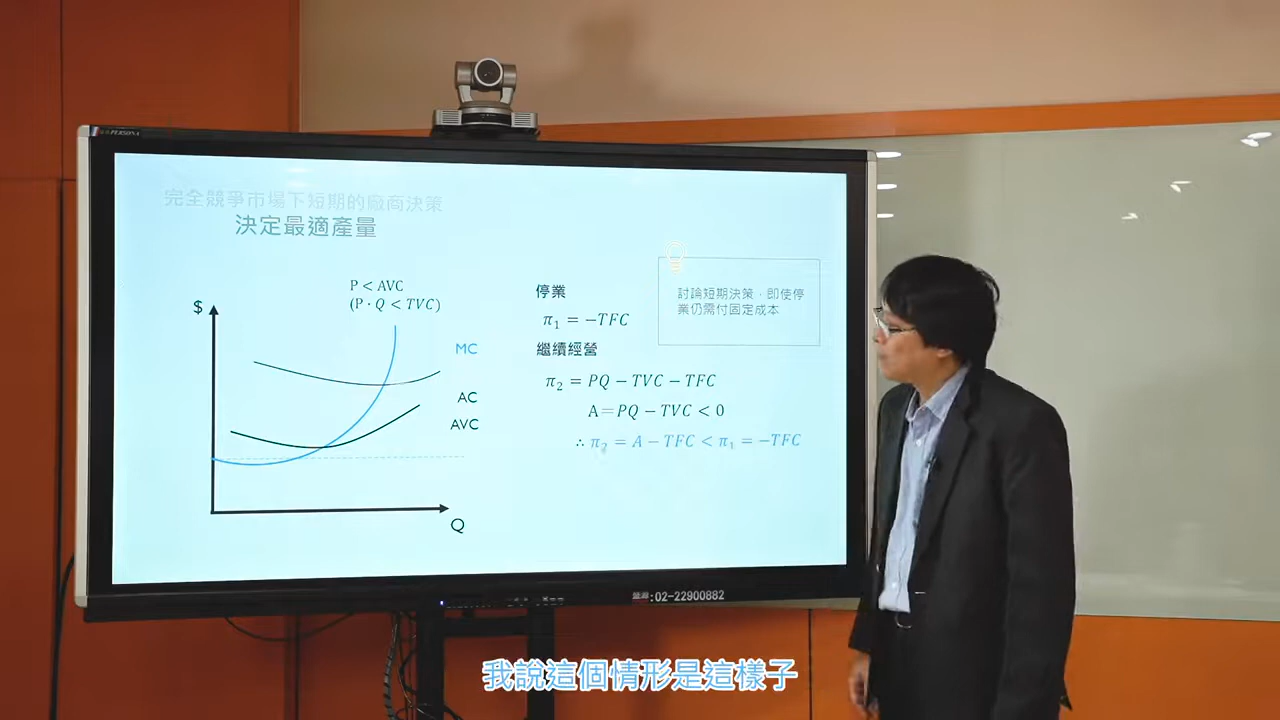 PERSONA
完全競爭市場下短期的廠商決策
決定最適產量
P < AVC
(P · Q < TVC)
$
MC
AC
AVC
Q
停業
π₁ = −TFC
繼續經營
π₂ = PQ − TVC − TFC
A = PQ − TVC < 0
∴ π₂ = A − TFC < π₁ = −TFC
討論短期決策，即使停
業仍需付固定成本
:02-22900882
我說這個情形是這樣子